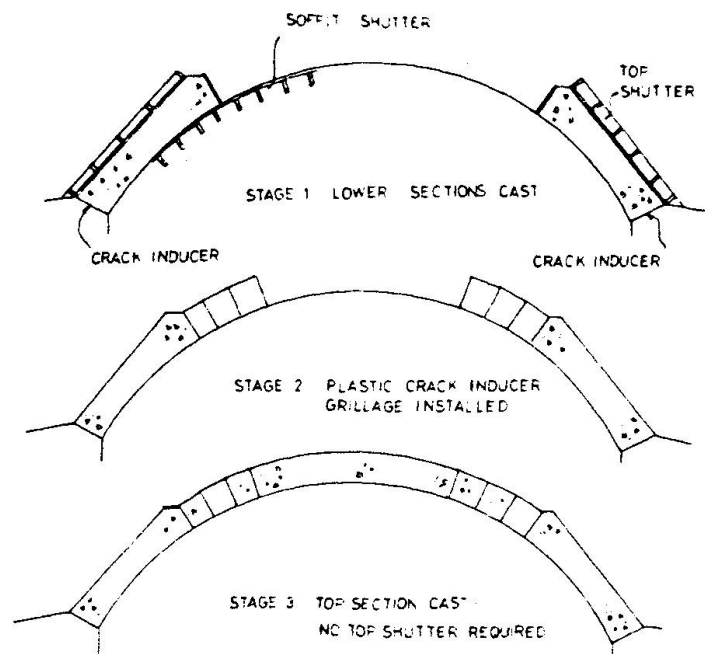 SOFFIT SHUTTER
TOP
SHUTTER
STAGE 1 LOWER SECTIONS CAST
CRACK INDUCER
CRACK INDUCER
STAGE 2 PLASTIC CRACK INDUCER
GRILLAGE INSTALLED
STAGE 3 TOP SECTION CAST
NO TOP SHUTTER REQUIRED